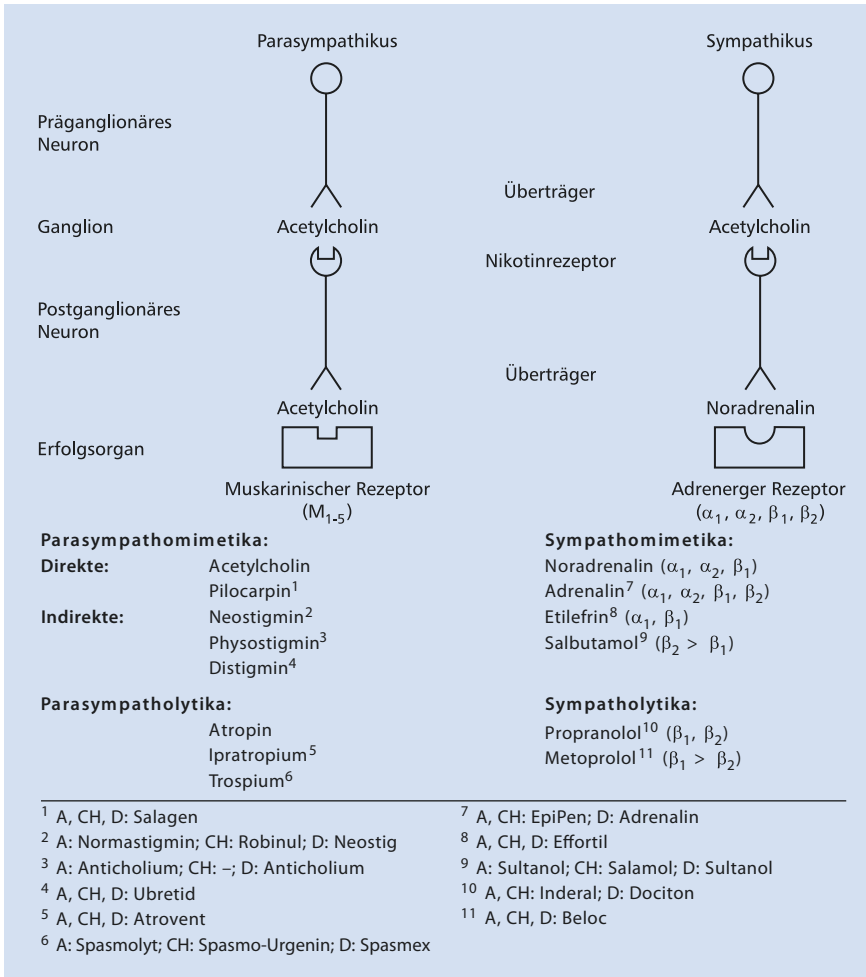 Parasympathikus Sympathikus
Präganglionäres
Neuron
Überträger
Ganglion Acetylcholin Acetylcholin
Nikotinrezeptor
Postganglionäres
Neuron
Überträger
Acetylcholin Noradrenalin
Erfolgsorgan
Muskarinischer Rezeptor Adrenerger Rezeptor
(M₁₋₅) (α₁, α₂, β₁, β₂)
Parasympathomimetika: Sympathomimetika:
Direkte: Acetylcholin Noradrenalin (α₁, α₂, β₁)
Pilocarpin¹ Adrenalin⁷ (α₁, α₂, β₁, β₂)
Indirekte: Neostigmin² Etilefrin⁸ (α₁, β₁)
Physostigmin³ Salbutamol⁹ (β₂ > β₁)
Distigmin⁴
Parasympatholytika: Sympatholytika:
Atropin Propranolol¹⁰ (β₁, β₂)
Ipratropium⁵ Metoprolol¹¹ (β₁ > β₂)
Trospium⁶
¹ A, CH, D: Salagen
² A: Normastigmin; CH: Robinul; D: Neostig
³ A: Anticholium; CH: –; D: Anticholium
⁴ A, CH, D: Ubretid
⁵ A, CH, D: Atrovent
⁶ A: Spasmolyt; CH: Spasmo-Urgenin; D: Spasmex
⁷ A, CH: EpiPen; D: Adrenalin
⁸ A, CH, D: Effortil
⁹ A: Sultanol; CH: Salamol; D: Sultanol
¹⁰ A, CH: Inderal; D: Dociton
¹¹ A, CH, D: Beloc